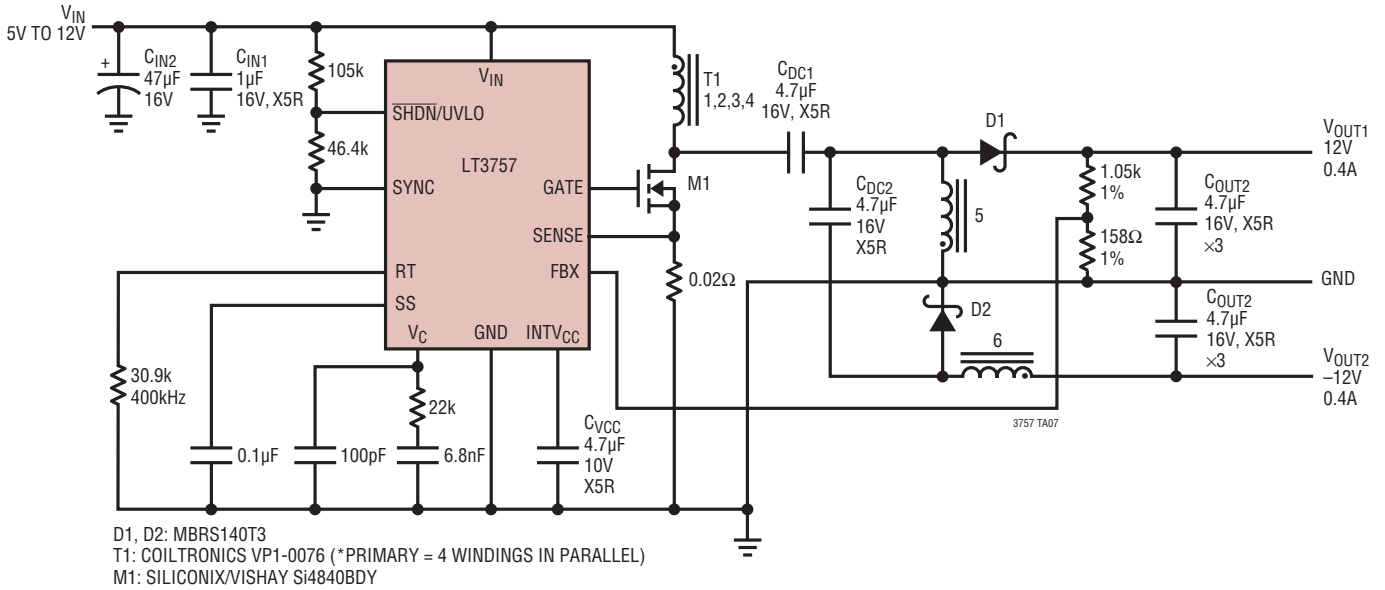 VIN
5V TO 12V
+
CIN2
47µF
16V
CIN1
1µF
16V, X5R
105k
46.4k
VIN
SHDN/UVLO
LT3757
SYNC
GATE
SENSE
RT
FBX
SS
VC
GND
INTVCC
T1
1,2,3,4
M1
0.02Ω
CDC1
4.7µF
16V, X5R
CDC2
4.7µF
16V
X5R
D1
5
D2
6
1.05k
1%
158Ω
1%
COUT2
4.7µF
16V, X5R
×3
COUT2
4.7µF
16V, X5R
×3
VOUT1
12V
0.4A
GND
VOUT2
–12V
0.4A
30.9k
400kHz
0.1µF
100pF
22k
6.8nF
CVCC
4.7µF
10V
X5R
3757 TA07
D1, D2: MBRS140T3
T1: COILTRONICS VP1-0076 (*PRIMARY = 4 WINDINGS IN PARALLEL)
M1: SILICONIX/VISHAY Si4840BDY